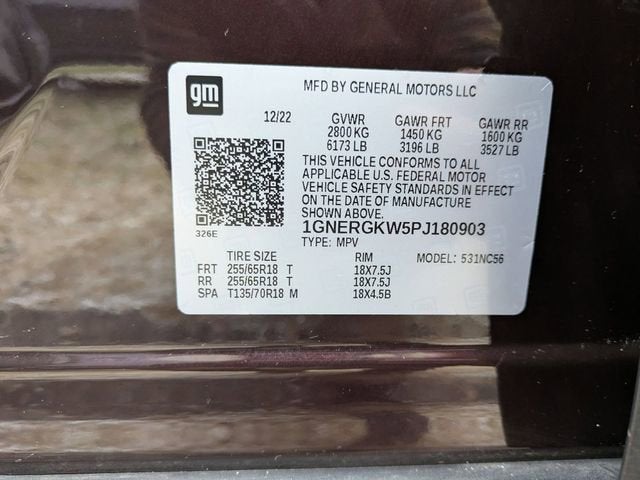 gm
MFD BY GENERAL MOTORS LLC
12/22 GVWR GAWR FRT GAWR RR
2800 KG 1450 KG 1600 KG
6173 LB 3196 LB 3527 LB
THIS VEHICLE CONFORMS TO ALL
APPLICABLE U.S. FEDERAL MOTOR
VEHICLE SAFETY STANDARDS IN EFFECT
ON THE DATE OF MANUFACTURE
SHOWN ABOVE.
326E
1GNERGKW5PJ180903
TYPE: MPV
TIRE SIZE RIM MODEL: 531NC56
FRT 255/65R18 T 18X7.5J
RR 255/65R18 T 18X7.5J
SPA T135/70R18 M 18X4.5B